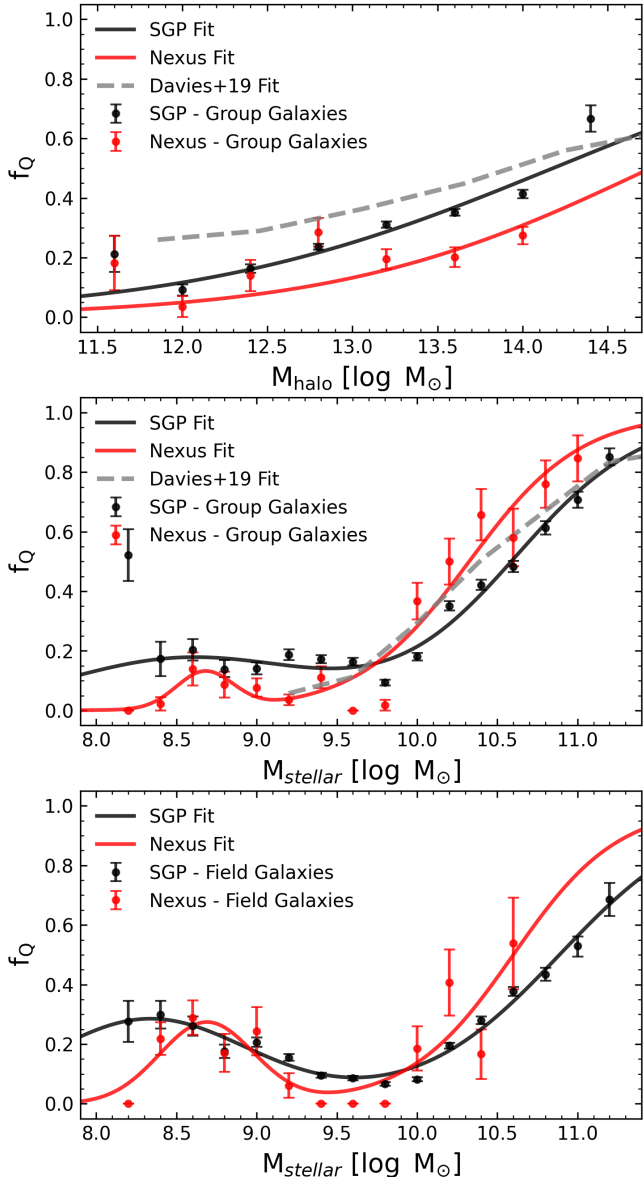 1.0
0.8
0.6
0.4
0.2
0.0
f_Q
SGP Fit
Nexus Fit
Davies+19 Fit
SGP - Group Galaxies
Nexus - Group Galaxies
11.5 12.0 12.5 13.0 13.5 14.0 14.5
M_halo [log M_⊙]
1.0
0.8
0.6
0.4
0.2
0.0
f_Q
SGP Fit
Nexus Fit
Davies+19 Fit
SGP - Group Galaxies
Nexus - Group Galaxies
8.0 8.5 9.0 9.5 10.0 10.5 11.0
M_stellar [log M_⊙]
1.0
0.8
0.6
0.4
0.2
0.0
f_Q
SGP Fit
Nexus Fit
SGP - Field Galaxies
Nexus - Field Galaxies
8.0 8.5 9.0 9.5 10.0 10.5 11.0
M_stellar [log M_⊙]